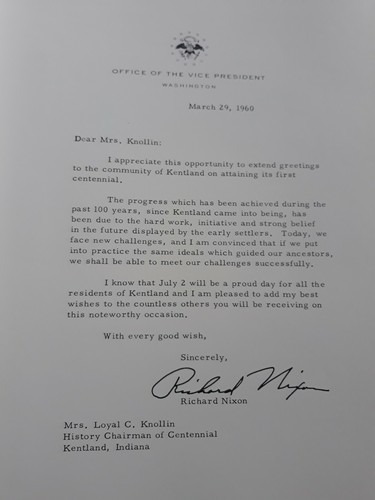 OFFICE OF THE VICE PRESIDENT
WASHINGTON
March 29, 1960
Dear Mrs. Knollin:
I appreciate this opportunity to extend greetings
to the community of Kentland on attaining its first
centennial.
The progress which has been achieved during the
past 100 years, since Kentland came into being, has
been due to the hard work, initiative and strong belief
in the future displayed by the early settlers. Today, we
face new challenges, and I am convinced that if we put
into practice the same ideals which guided our ancestors,
we shall be able to meet our challenges successfully.
I know that July 2 will be a proud day for all the
residents of Kentland and I am pleased to add my best
wishes to the countless others you will be receiving on
this noteworthy occasion.
With every good wish,
Sincerely,
Richard Nixon
Richard Nixon
Mrs. Loyal C. Knollin
History Chairman of Centennial
Kentland, Indiana